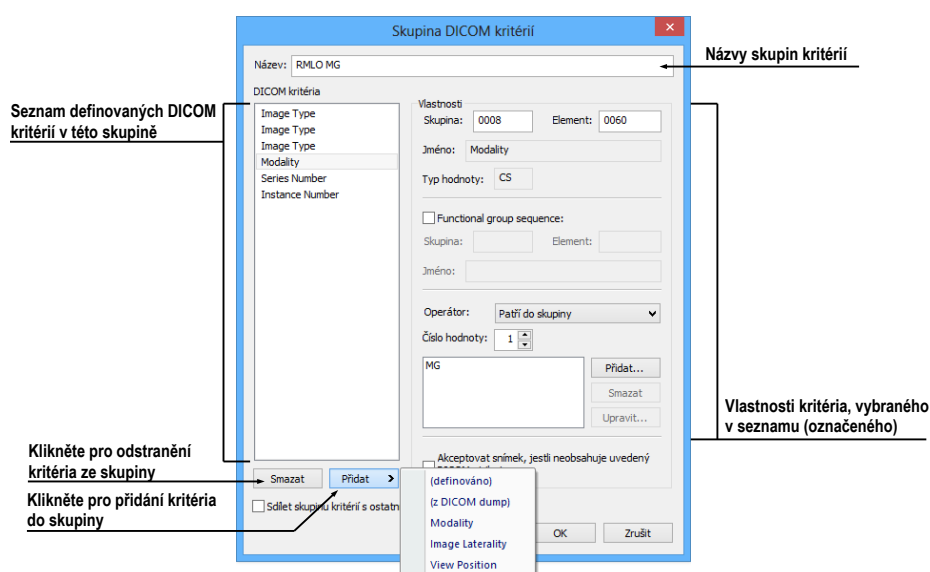 Skupina DICOM kritérií
Název: RMLO MG
Názvy skupin kritérií
DICOM kritéria
Seznam definovaných DICOM
kritérií v této skupině
Image Type
Image Type
Image Type
Modality
Series Number
Instance Number
Vlastnosti
Skupina: 0008 Element: 0060
Jméno: Modality
Typ hodnoty: CS
Functional group sequence:
Skupina: Element:
Jméno:
Operátor: Patří do skupiny
Číslo hodnoty: 1
MG
Přidat...
Smazat
Upravit...
Vlastnosti kritéria, vybraného
v seznamu (označeného)
Akceptovat snímek, jestli neobsahuje uvedený
Klikněte pro odstranění
kritéria ze skupiny
Smazat Přidat
Klikněte pro přidání kritéria
do skupiny
Sdílet skupinu kritérií s ostatn
(definováno)
(z DICOM dump)
Modality
Image Laterality
View Position
OK Zrušit